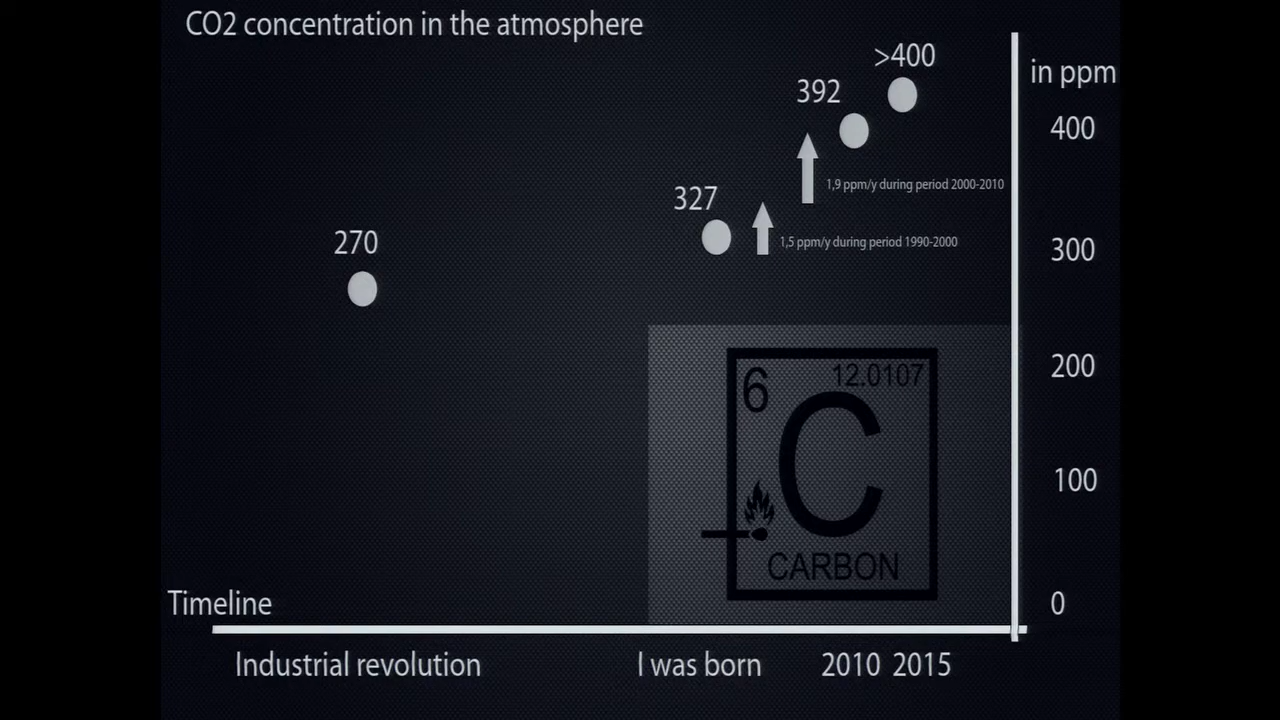 CO2 concentration in the atmosphere
>400
in ppm
392
400
1,9 ppm/y during period 2000-2010
327
270
1,5 ppm/y during period 1990-2000
300
200
6
12.0107
C
100
CARBON
Timeline
0
Industrial revolution
I was born
2010
2015